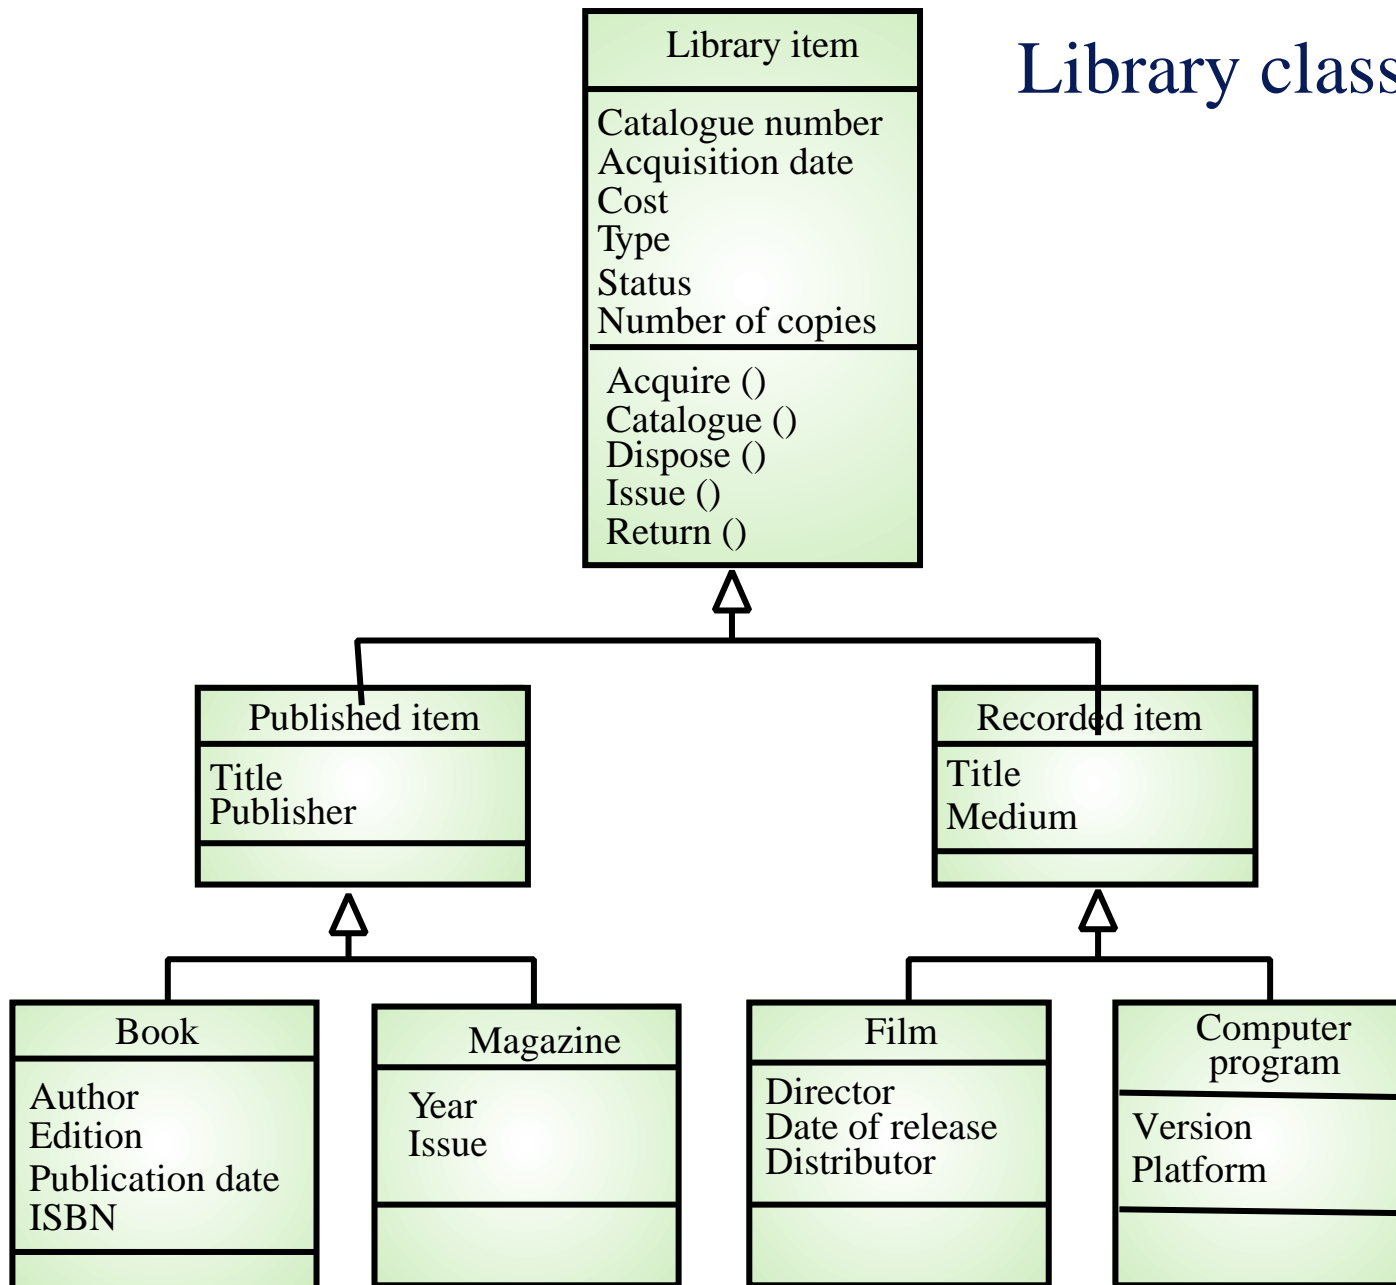 Library class
Library item
Catalogue number
Acquisition date
Cost
Type
Status
Number of copies
Acquire ()
Catalogue ()
Dispose ()
Issue ()
Return ()
Published item
Title
Publisher
Recorded item
Title
Medium
Book
Author
Edition
Publication date
ISBN
Magazine
Year
Issue
Film
Director
Date of release
Distributor
Computer
program
Version
Platform